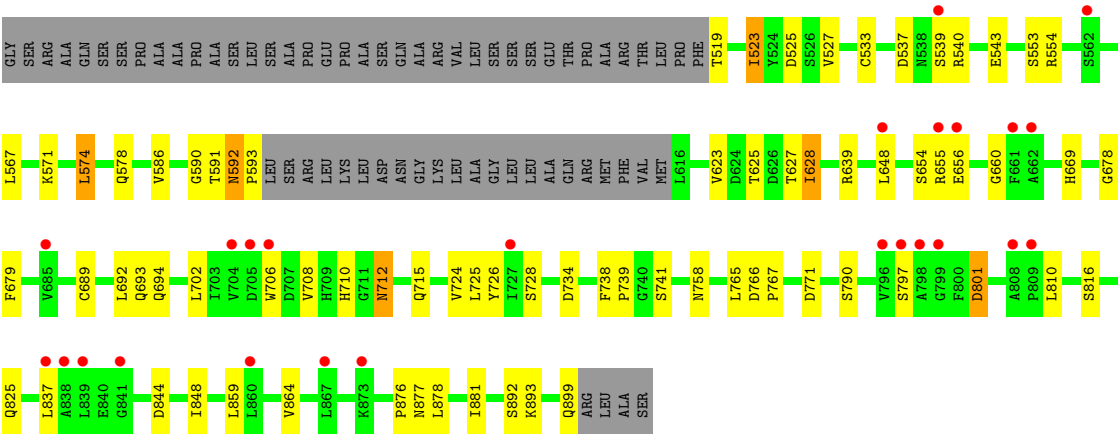 GLY SER ARG ALA GLN SER SER PRO ALA ALA PRO ALA SER LEU SER ALA PRO GLU PRO ALA SER GLN ALA ARG VAL LEU SER SER SER GLU THR PRO ALA ARG THR LEU PRO PHE T519 I523 Y524 D525 S526 V527 C533 D537 N538 S539 R540 E543 S553 R554 S562
L567 K571 L574 Q578 V586 G590 T591 N592 P593 LEU SER ARG LEU LYS LEU ASP ASN GLY LYS LEU ALA GLY LEU LEU ALA GLN ARG MET PHE VAL MET L616 V623 D624 T625 D626 T627 I628 R639 L648 S654 R655 E656 G660 F661 A662 H669 G678
F679 V685 C689 L692 Q693 Q694 L702 I703 V704 D705 W706 D707 V708 H709 H710 G711 N712 Q715 V724 L725 Y726 I727 S728 D734 F738 P739 G740 S741 N758 L765 D766 P767 D771 S790 V796 S797 A798 G799 F800 D801 A808 P809 L810 S816
Q825 L837 A838 L839 E840 G841 D844 I848 L859 L860 V864 L867 K873 P876 N877 L878 I881 S892 K893 Q899 ARG LEU ALA SER